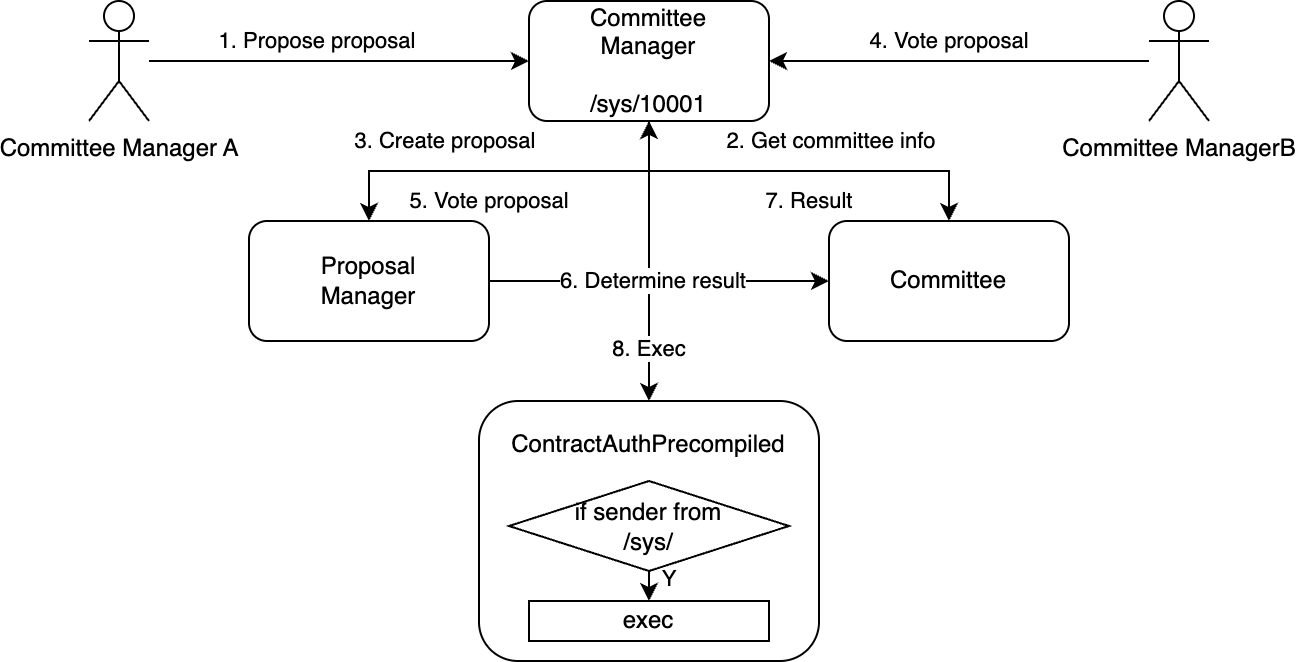 Committee
Manager
/sys/10001
1. Propose proposal
4. Vote proposal
Committee Manager A
Committee ManagerB
3. Create proposal
2. Get committee info
5. Vote proposal
7. Result
Proposal
Manager
6. Determine result
Committee
8. Exec
ContractAuthPrecompiled
if sender from
/sys/
Y
exec